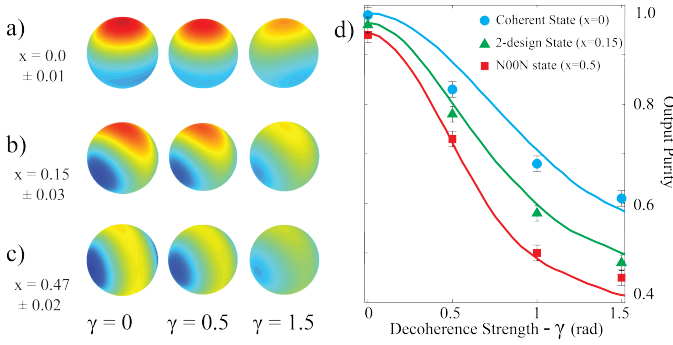 a)
x = 0.0
± 0.01
b)
x = 0.15
± 0.03
c)
x = 0.47
± 0.02
γ = 0 γ = 0.5 γ = 1.5
d)
Coherent State (x=0)
2-design State (x=0.15)
N00N state (x=0.5)
1.0
0.8
0.6
0.4
Output Purity
0 0.5 1 1.5
Decoherence Strength - γ (rad)